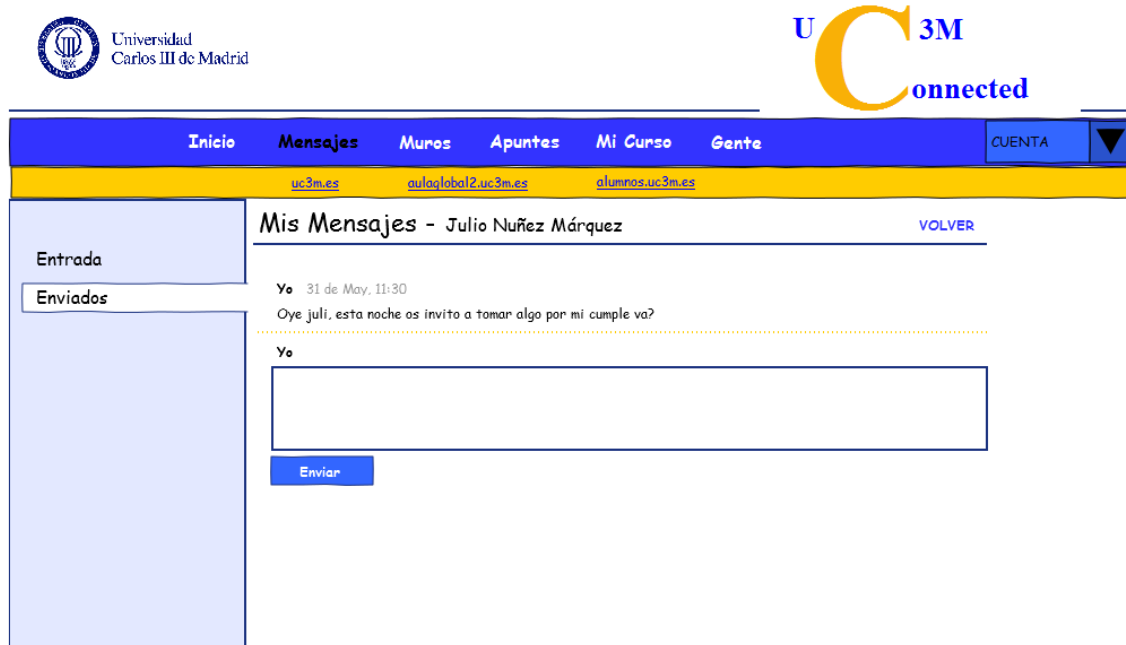 Universidad
Carlos III de Madrid
U C 3M
onnected
Inicio Mensajes Muros Apuntes Mi Curso Gente CUENTA
uc3m.es aulaglobal2.uc3m.es alumnos.uc3m.es
Mis Mensajes - Julio Nuñez Márquez VOLVER
Entrada
Enviados
Yo 31 de May, 11:30
Oye juli, esta noche os invito a tomar algo por mi cumple va?
Yo
Enviar